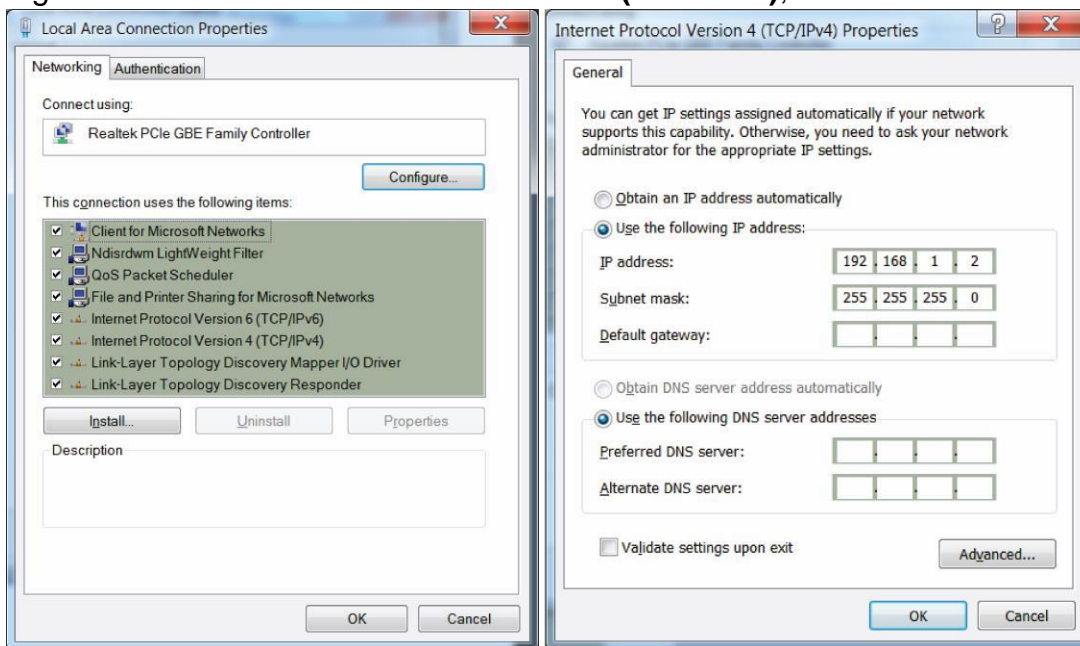 Local Area Connection Properties
Networking
Authentication
Connect using:
Realtek PCIe GBE Family Controller
Configure...
This connection uses the following items:
Client for Microsoft Networks
Ndisrdwm LightWeight Filter
QoS Packet Scheduler
File and Printer Sharing for Microsoft Networks
Internet Protocol Version 6 (TCP/IPv6)
Internet Protocol Version 4 (TCP/IPv4)
Link-Layer Topology Discovery Mapper I/O Driver
Link-Layer Topology Discovery Responder
Install...
Uninstall
Properties
Description
OK
Cancel
Internet Protocol Version 4 (TCP/IPv4) Properties
General
You can get IP settings assigned automatically if your network
supports this capability. Otherwise, you need to ask your network
administrator for the appropriate IP settings.
Obtain an IP address automatically
Use the following IP address:
IP address: 192 . 168 . 1 . 2
Subnet mask: 255 . 255 . 255 . 0
Default gateway: . . .
Obtain DNS server address automatically
Use the following DNS server addresses
Preferred DNS server: . . .
Alternate DNS server: . . .
Validate settings upon exit
Advanced...
OK
Cancel